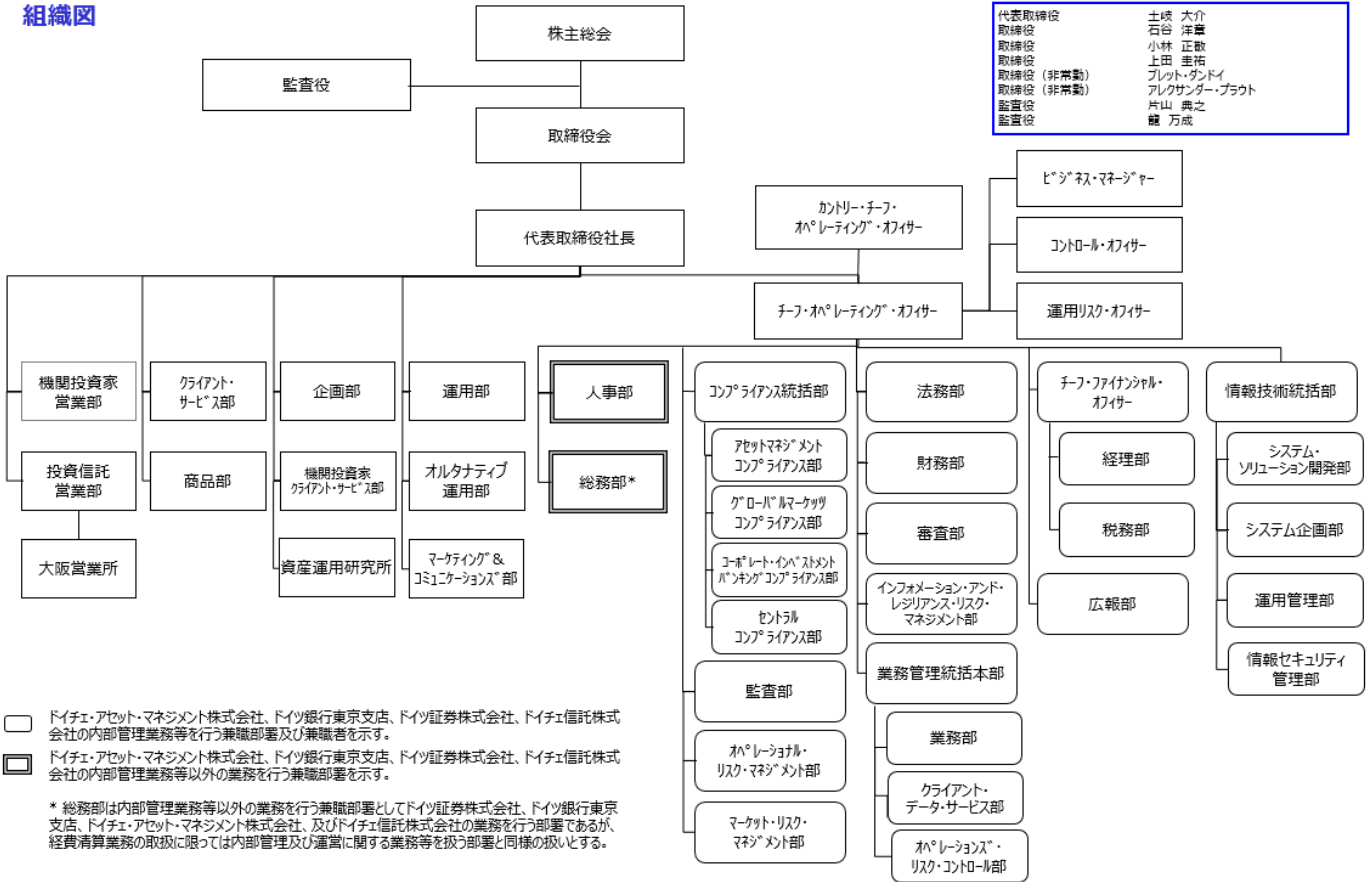 組織図
代表取締役 土岐 大介
取締役 石谷 洋章
取締役 小林 正敬
取締役 上田 圭祐
取締役（非常勤） ブレット・ダンドイ
取締役（非常勤） アレクサンダー・プラウト
監査役 片山 典之
監査役 龍 万成
株主総会
監査役
取締役会
代表取締役社長
カントリー・チーフ・
オペレーティング・オフィサー
チーフ・オペレーティング・オフィサー
ビジネス・マネージャー
コントロール・オフィサー
運用リスク・オフィサー
機関投資家
営業部
投資信託
営業部
大阪営業所
クライアント・
サービス部
商品部
企画部
機関投資家
クライアント・サービス部
資産運用研究所
運用部
オルタナティブ
運用部
マーケティング&
コミュニケーションズ部
人事部
総務部*
コンプライアンス統括部
アセットマネジメント
コンプライアンス部
グローバルマーケッツ
コンプライアンス部
コーポレート・インベストメント
バンキングコンプライアンス部
セントラル
コンプライアンス部
監査部
オペレーショナル・
リスク・マネジメント部
マーケット・リスク・
マネジメント部
法務部
財務部
審査部
インフォメーション・アンド・
レジリアンス・リスク・
マネジメント部
業務管理統括本部
業務部
クライアント・
データ・サービス部
オペレーションズ・
リスク・コントロール部
チーフ・ファイナンシャル・
オフィサー
経理部
税務部
広報部
情報技術統括部
システム・
ソリューション開発部
システム企画部
運用管理部
情報セキュリティ
管理部
ドイチェ・アセット・マネジメント株式会社、ドイツ銀行東京支店、ドイツ証券株式会社、ドイチェ信託株式
会社の内部管理業務等を行う兼職部署及び兼職者を示す。
ドイチェ・アセット・マネジメント株式会社、ドイツ銀行東京支店、ドイツ証券株式会社、ドイチェ信託株式
会社の内部管理業務等以外の業務を行う兼職部署を示す。
* 総務部は内部管理業務等以外の業務を行う兼職部署としてドイツ証券株式会社、ドイツ銀行東京
支店、ドイチェ・アセット・マネジメント株式会社、及びドイチェ信託株式会社の業務を行う部署であるが、
経費清算業務の取扱に限っては内部管理及び運営に関する業務等を扱う部署と同様の扱いとする。